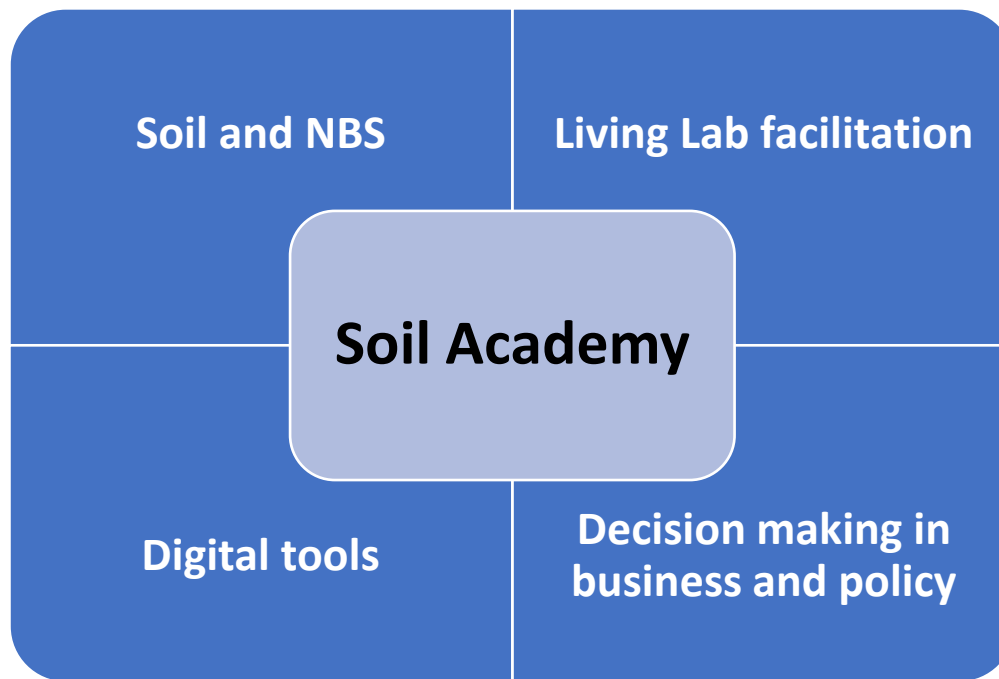 Soil and NBS
Living Lab facilitation
Soil Academy
Digital tools
Decision making in
business and policy